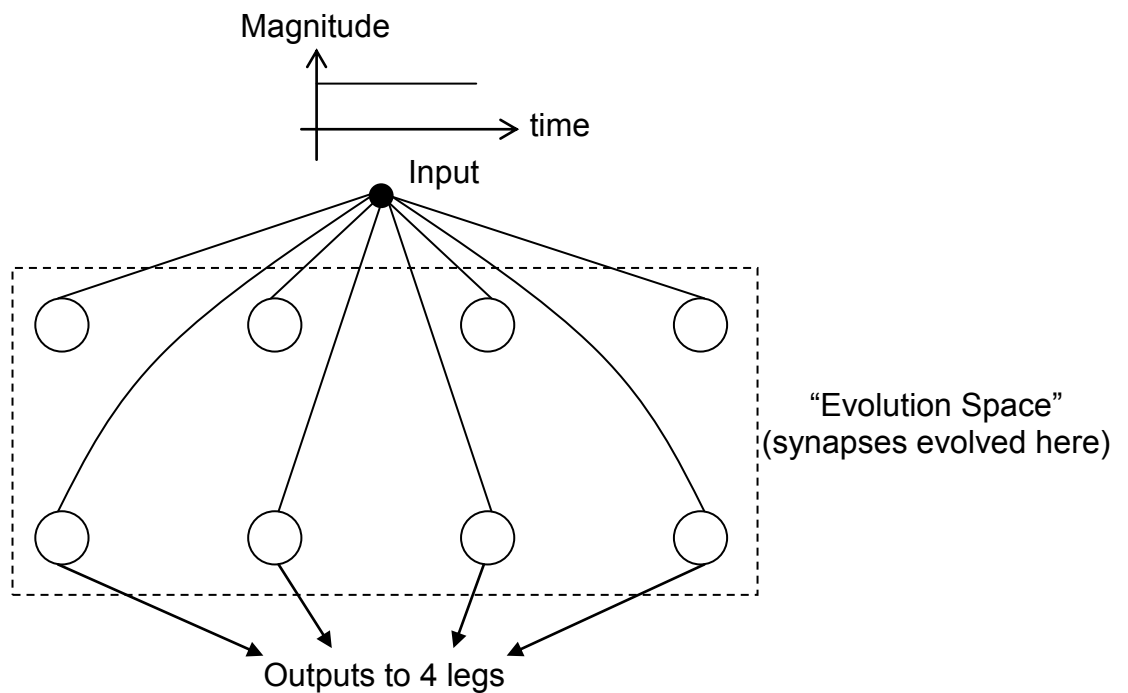 Magnitude
time
Input
“Evolution Space”
(synapses evolved here)
Outputs to 4 legs